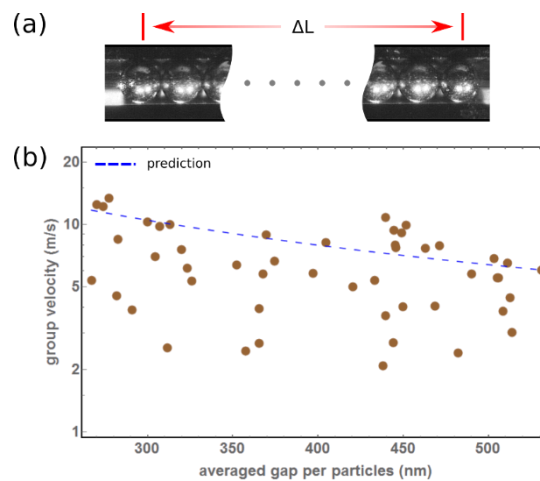 (a)
ΔL
(b)
prediction
20
10
5
2
1
group velocity (m/s)
300
350
400
450
500
averaged gap per particles (nm)